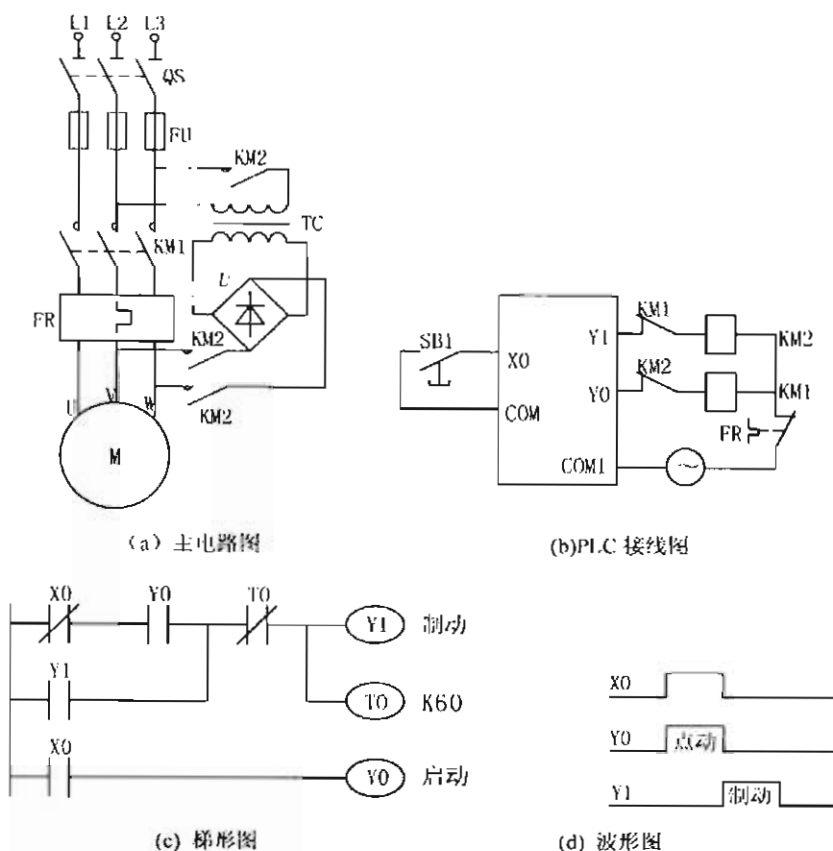 L1 L2 L3
QS
FU
KM2
TC
KM1
FR
KM2
KM2
U V W
M
(a) 主电路图
SB1
X0
COM
Y1
Y0
COM1
KM1
KM2
KM2
KM1
FR
(b)PLC 接线图
X0 Y0 T0
Y1 制动
Y1
T0 K60
X0
Y0 启动
(c) 梯形图
X0
Y0 点动
Y1 制动
(d) 波形图